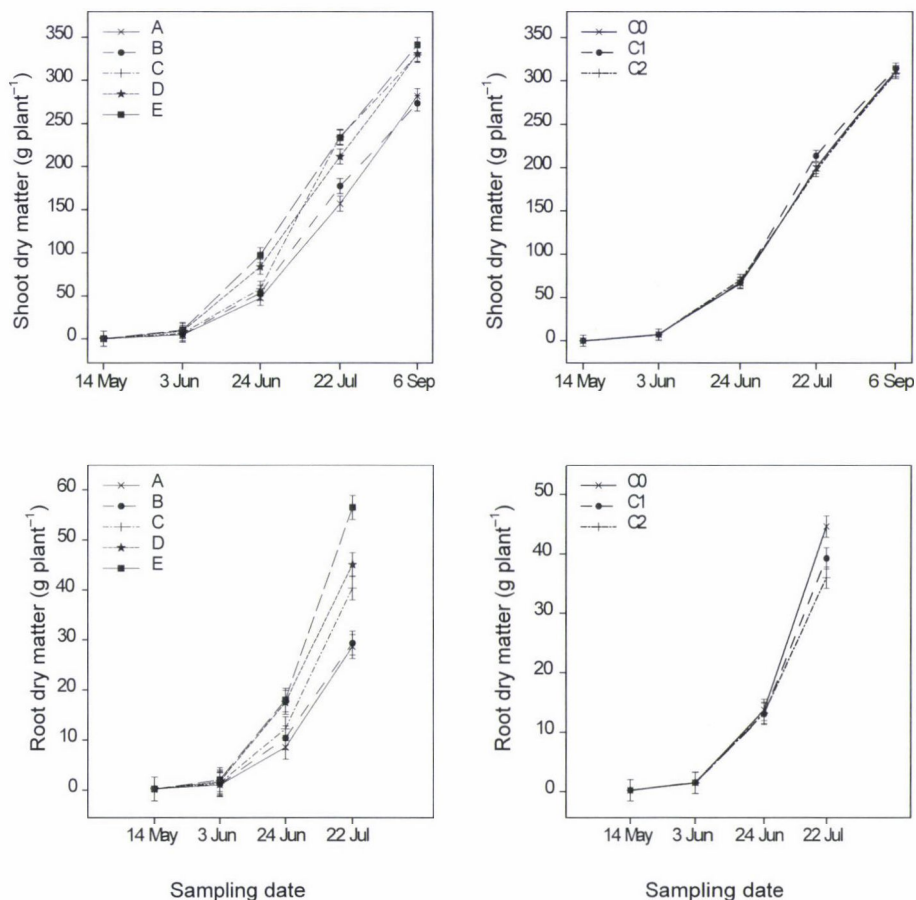 Shoot dry matter (g plant⁻¹)
350
300
250
200
150
100
50
0
A
B
C
D
E
14 May
3 Jun
24 Jun
22 Jul
6 Sep
Shoot dry matter (g plant⁻¹)
350
300
250
200
150
100
50
0
C0
C1
C2
14 May
3 Jun
24 Jun
22 Jul
6 Sep
Root dry matter (g plant⁻¹)
60
50
40
30
20
10
0
A
B
C
D
E
14 May
3 Jun
24 Jun
22 Jul
Sampling date
Root dry matter (g plant⁻¹)
50
40
30
20
10
0
C0
C1
C2
14 May
3 Jun
24 Jun
22 Jul
Sampling date